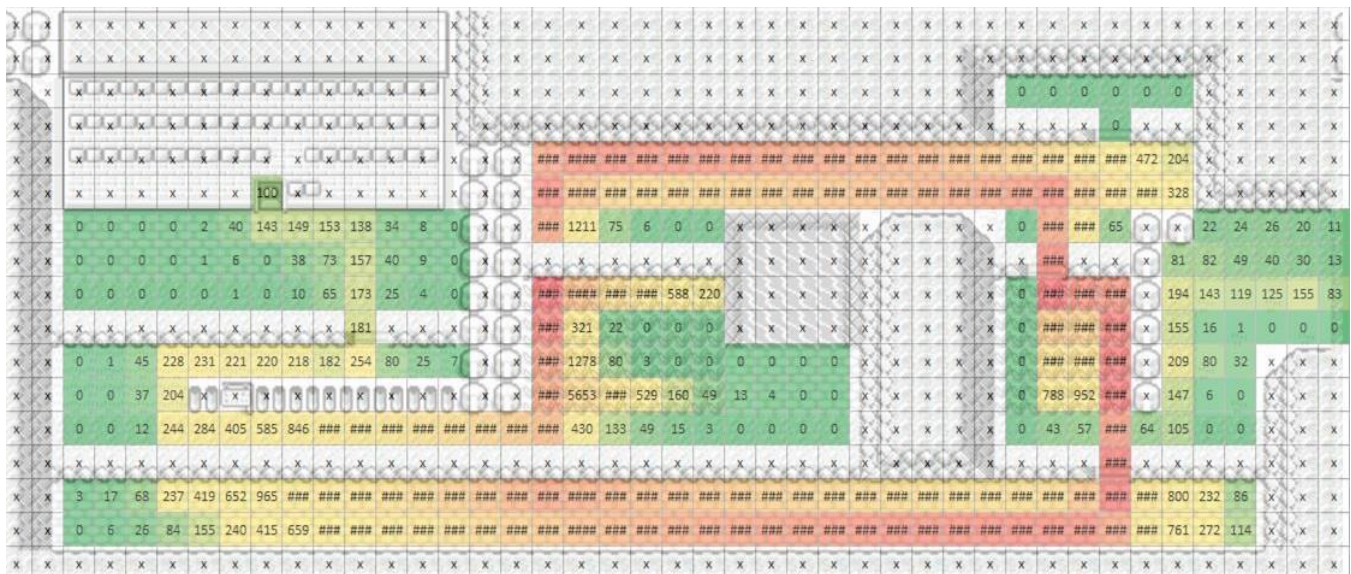 x x x x x x x x x x x x x x x x x x x x x x x x x x x x x x x x x x x x x x x x x x x
x x x x x x x x x x x x x x x x x x x x x x x x x x x x x x x x x x x x x x x x x x x
x x x x x x x x x x x x x x x x x x x x x x x x x x x x x x x x 0 0 0 0 0 0 x x x x x
x x x x x x x x x x x x x x x x x x x x x x x x x x x x x x x x x x x 0 x x x x x x x
x x x x x x x x x x x x x x x x x ### #### ### ### ### ### ### ### ### ### ### ### ### ### ### ### ### ### ### 472 204 x x x x x
x x x x x x x x 100 x x x x x x x x ### #### ### ### ### ### ### ### ### ### ### ### ### ### ### ### ### ### ### ### 328 x x x x x
x x 0 0 0 0 2 40 143 149 153 138 34 8 0 x x ### 1211 75 6 0 0 x x x x x x x x x 0 ### ### 65 x x 22 24 26 20 11
x x 0 0 0 0 1 6 0 38 73 157 40 9 0 x x x x x x x x x x x x x x x x x x ### x x x 81 82 49 40 30 13
x x 0 0 0 0 0 1 0 10 65 173 25 4 0 x x ### #### ### ### 588 220 x x x x x x x x x 0 ### ### ### x 194 143 119 125 155 83
x x x x x x x x x x x 181 x x x x x ### 321 22 0 0 0 x x x x x x x x x 0 ### ### ### x 155 16 1 0 0 0
x x 0 1 45 228 231 221 220 218 182 254 80 25 7 x x ### 1278 80 3 0 0 0 0 0 0 x x x x x 0 ### ### ### x 209 80 32 x x x
x x 0 0 37 204 x x x x x x x x x x x ### 5653 ### 529 160 49 13 4 0 0 x x x x x 0 788 952 ### x 147 6 0 x x x
x x 0 0 12 244 284 405 585 846 ### ### ### ### ### ### ### ### 430 133 49 15 3 0 0 0 0 x x x x x 0 43 57 ### 64 105 0 0 x x x
x x x x x x x x x x x x x x x x x x x x x x x x x x x x x x x x x x x ### x x x x x x x
x x 3 17 68 237 419 652 965 ### ### ### ### ### ### ### ### ### #### ### ### ### ### ### ### ### ### ### ### ### ### ### ### ### ### ### ### 800 232 86 x x x
x x 0 6 26 84 155 240 415 659 ### ### ### ### ### ### ### ### #### ### ### ### ### ### ### ### ### ### ### ### ### ### ### ### ### ### ### 761 272 114 x x x
x x x x x x x x x x x x x x x x x x x x x x x x x x x x x x x x x x x x x x x x x x x